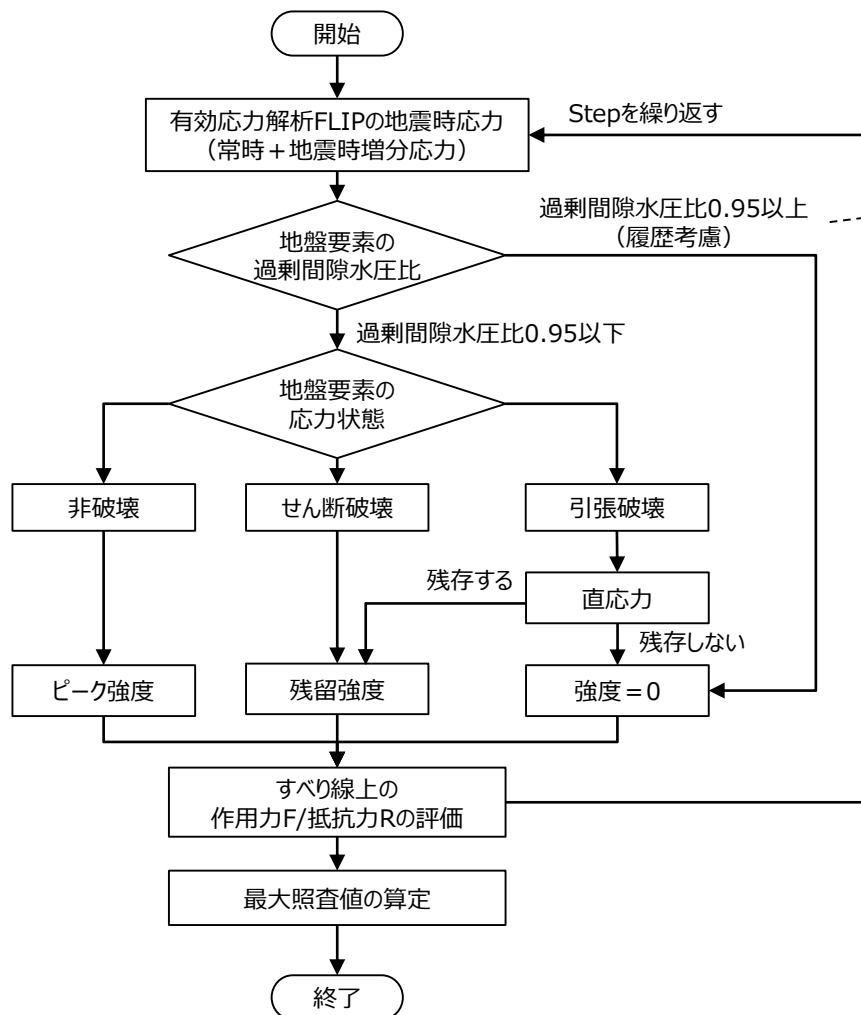 開始
有効応力解析FLIPの地震時応力
（常時＋地震時増分応力）
Stepを繰り返す
地盤要素の
過剰間隙水圧比
過剰間隙水圧比0.95以上
（履歴考慮）
過剰間隙水圧比0.95以下
地盤要素の
応力状態
非破壊
せん断破壊
引張破壊
残存する
直応力
残存しない
ピーク強度
残留強度
強度＝0
すべり線上の
作用力F/抵抗力Rの評価
最大照査値の算定
終了